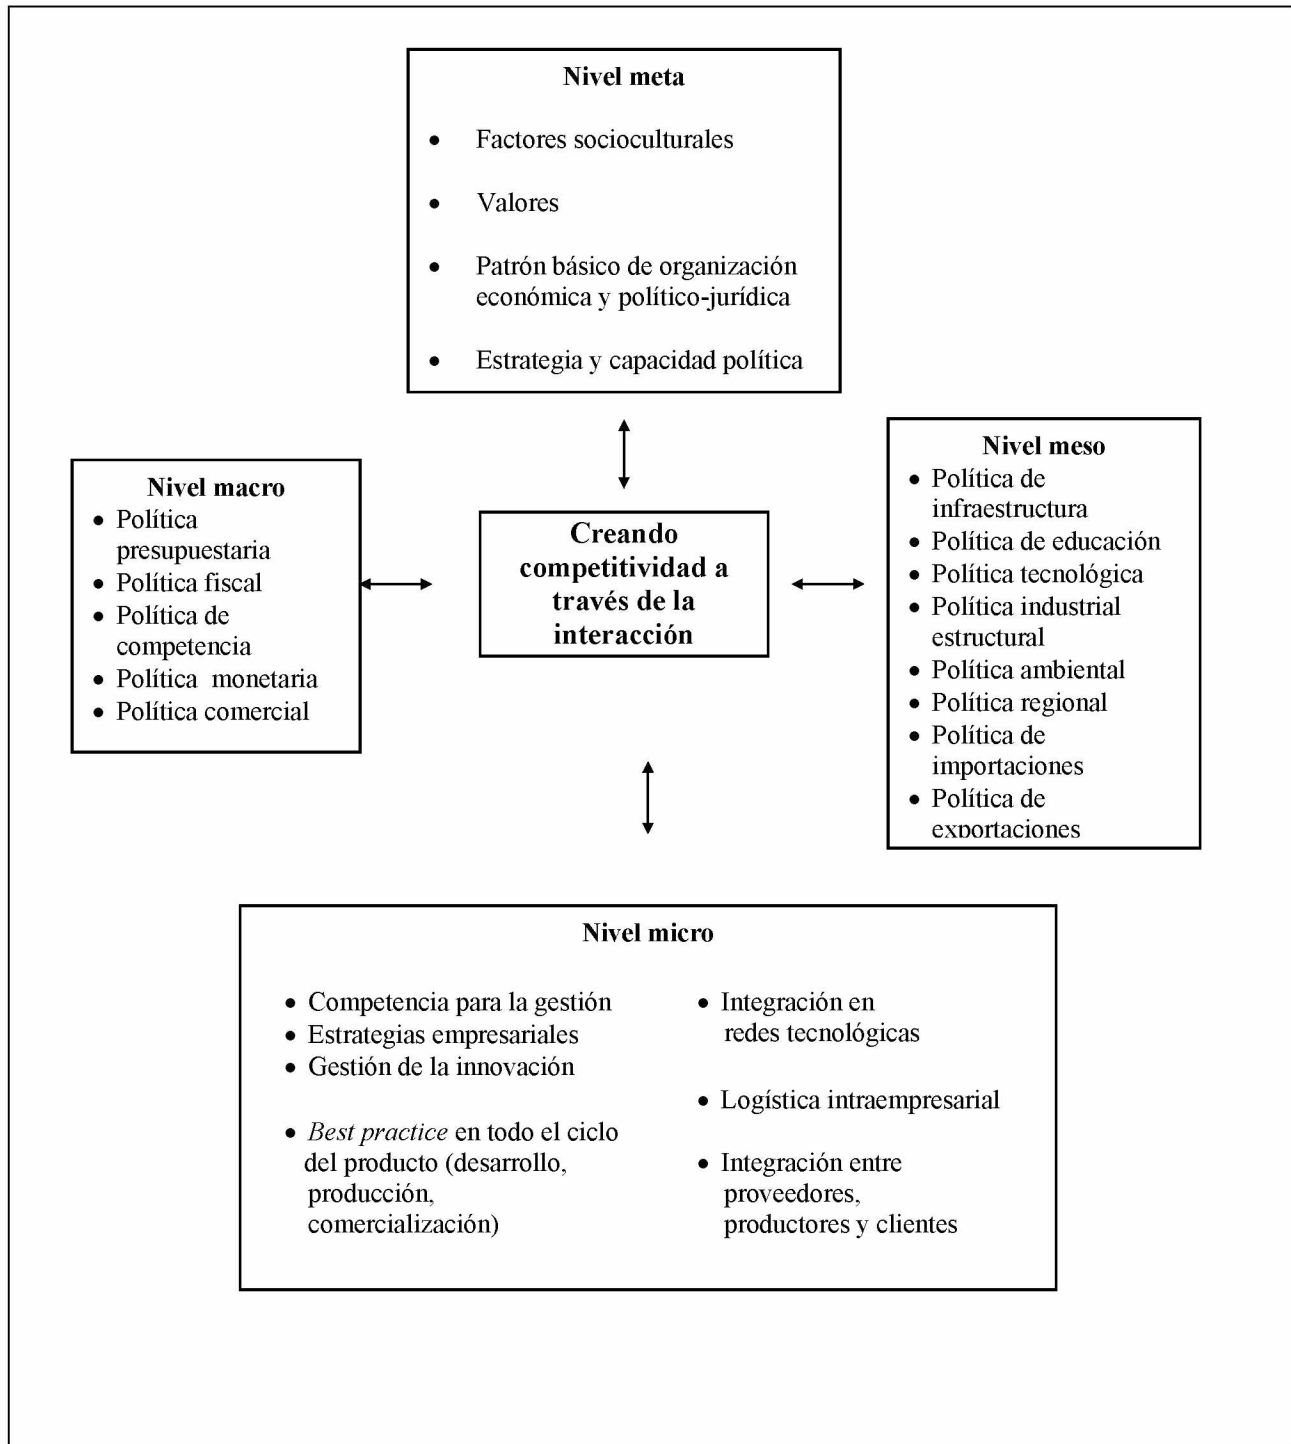 Nivel meta
• Factores socioculturales
• Valores
• Patrón básico de organización
económica y político-jurídica
• Estrategia y capacidad política
Nivel macro
• Política
presupuestaria
• Política fiscal
• Política de
competencia
• Política monetaria
• Política comercial
Creando
competitividad a
través de la
interacción
Nivel meso
• Política de
infraestructura
• Política de educación
• Política tecnológica
• Política industrial
estructural
• Política ambiental
• Política regional
• Política de
importaciones
• Política de
exportaciones
Nivel micro
• Competencia para la gestión
• Estrategias empresariales
• Gestión de la innovación
• Best practice en todo el ciclo
del producto (desarrollo,
producción,
comercialización)
• Integración en
redes tecnológicas
• Logística intraempresarial
• Integración entre
proveedores,
productores y clientes